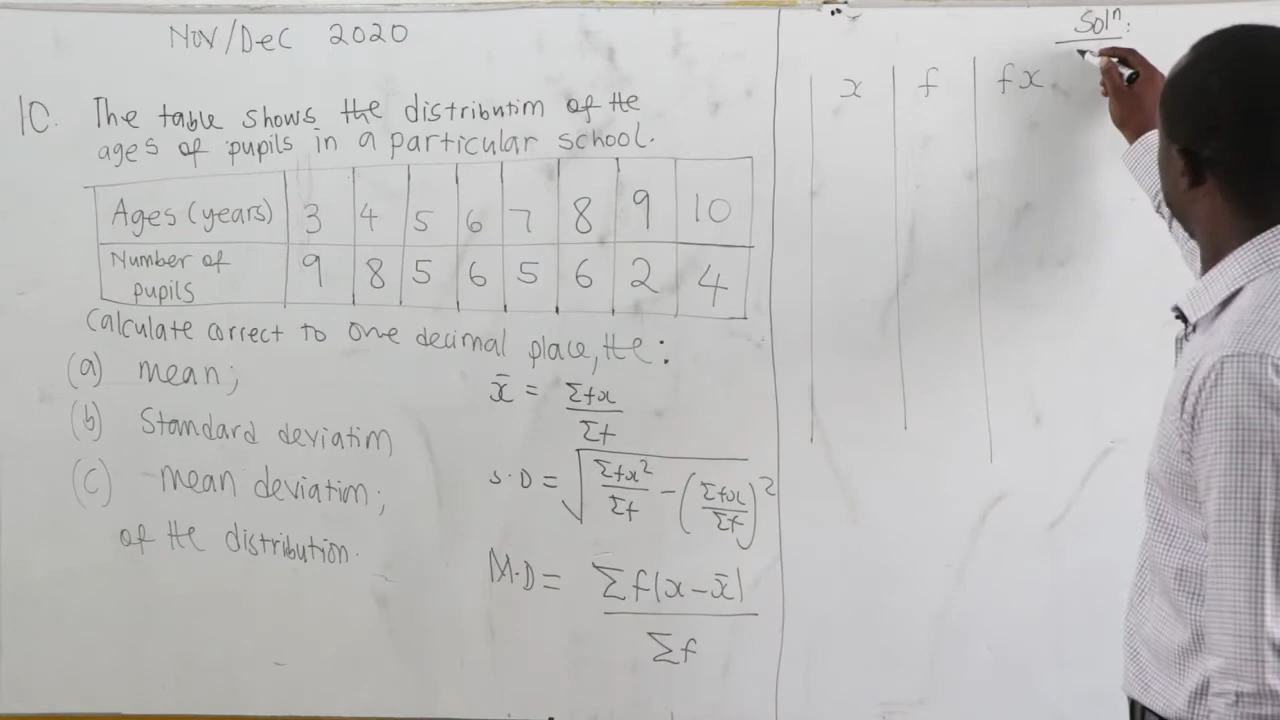 Nov/Dec 2020
10. The table shows the distribution of the
ages of pupils in a particular school.
Ages (years) 3 4 5 6 7 8 9 10
Number of pupils 9 8 5 6 5 6 2 4
Calculate correct to one decimal place, the:
(a) mean;
(b) Standard deviation
(c) mean deviation;
of the distribution.
x̄ = Σfx / Σf
S.D = √(Σfx²/Σf − (Σfx/Σf)²)
M.D = Σf|x − x̄| / Σf
Solⁿ:
x f fx